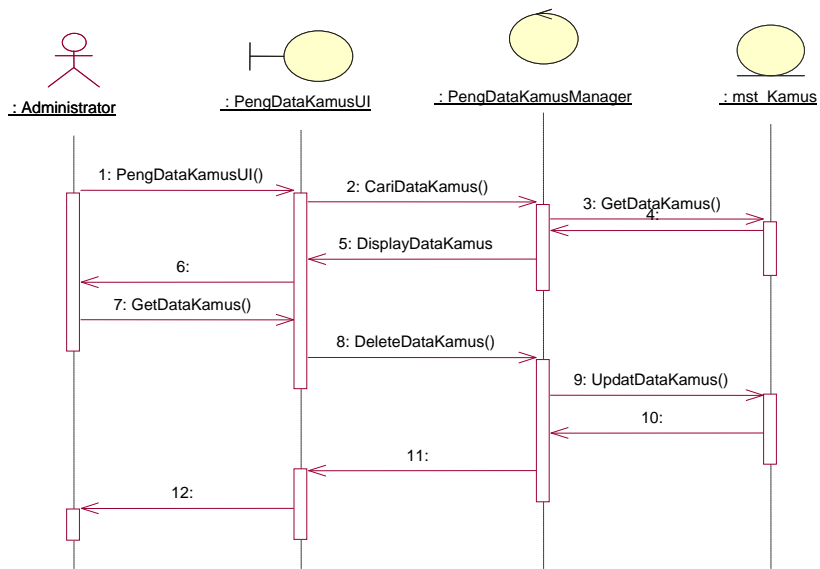 : Administrator
: PengDataKamusUI
: PengDataKamusManager
: mst_Kamus
1: PengDataKamusUI()
2: CariDataKamus()
3: GetDataKamus()
4:
5: DisplayDataKamus
6:
7: GetDataKamus()
8: DeleteDataKamus()
9: UpdatDataKamus()
10:
11:
12: